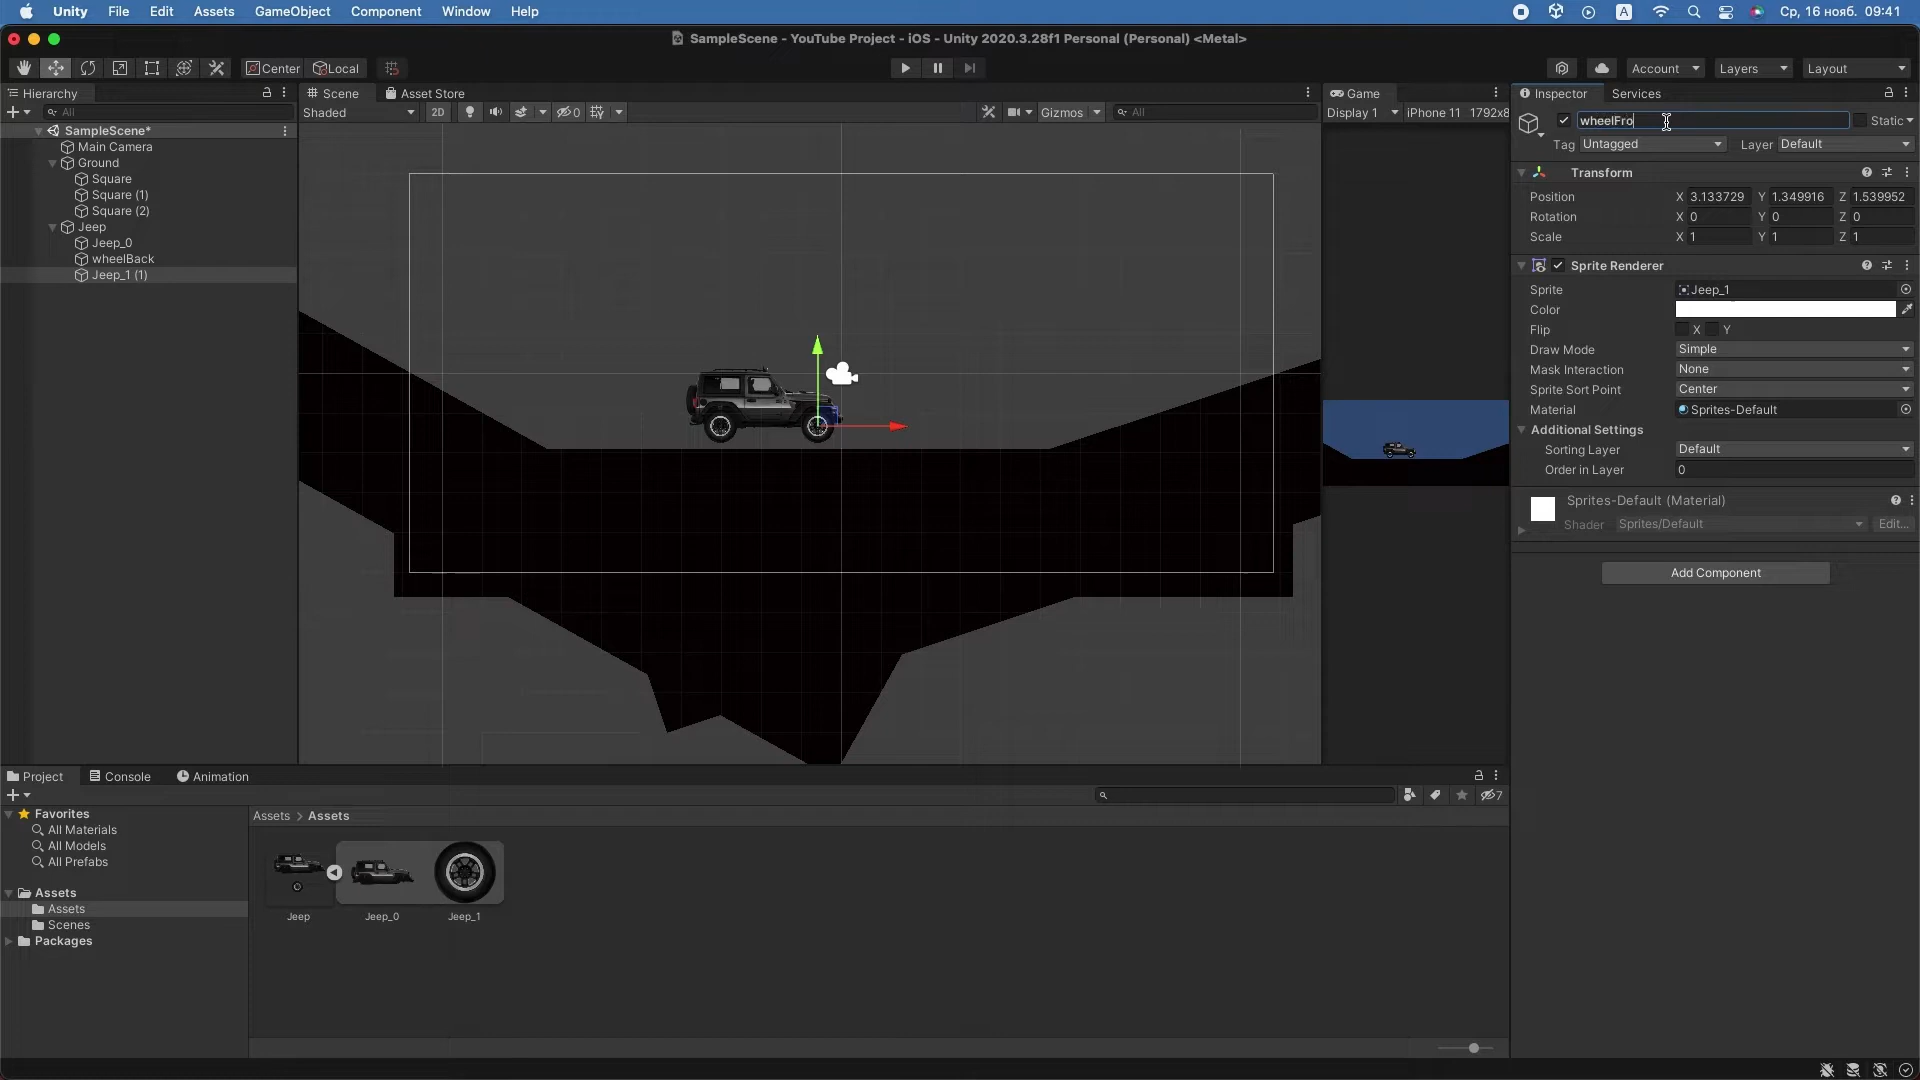 Unity File Edit Assets GameObject Component Window Help A Ср, 16 нояб. 09:41
SampleScene - YouTube Project - iOS - Unity 2020.3.28f1 Personal (Personal) <Metal>
Center Local Account Layers Layout
Hierarchy
All
SampleScene*
Main Camera
Ground
Square
Square (1)
Square (2)
Jeep
Jeep_0
wheelBack
Jeep_1 (1)
Scene Asset Store
Shaded 2D 0 Gizmos All
Game
Display 1 iPhone 11 1792x8
Inspector Services
wheelFro Static
Tag Untagged Layer Default
Transform
Position X 3.133729 Y 1.349916 Z 1.539952
Rotation X 0 Y 0 Z 0
Scale X 1 Y 1 Z 1
Sprite Renderer
Sprite Jeep_1
Color
Flip X Y
Draw Mode Simple
Mask Interaction None
Sprite Sort Point Center
Material Sprites-Default
Additional Settings
Sorting Layer Default
Order in Layer 0
Sprites-Default (Material)
Shader Sprites/Default Edit...
Add Component
Project Console Animation
7
Favorites
All Materials
All Models
All Prefabs
Assets
Assets
Scenes
Packages
Assets > Assets
Jeep Jeep_0 Jeep_1